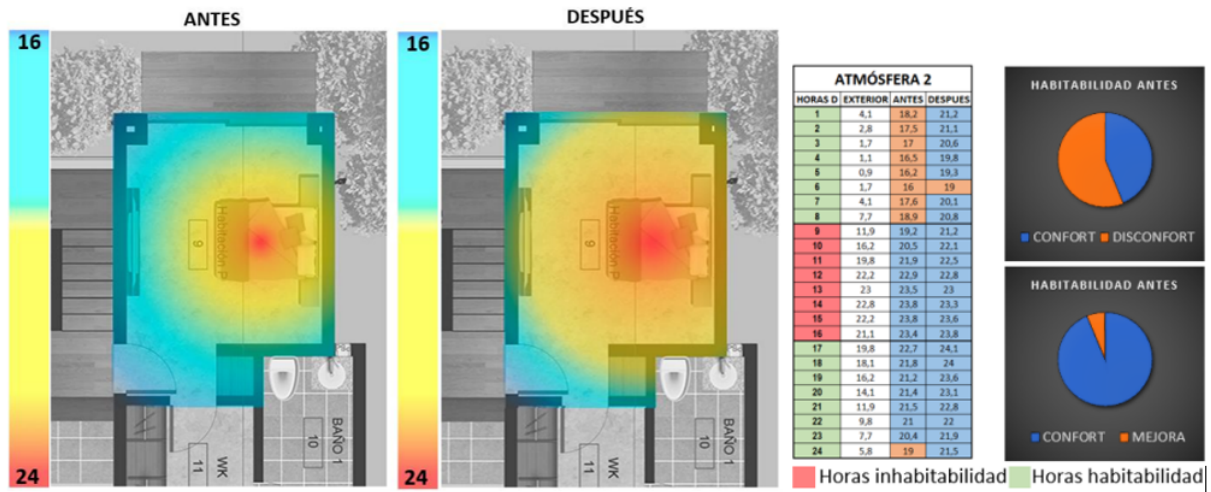 ANTES
16
24
Habitación P
9
11
WK
10
BAÑO 1
DESPUÉS
16
24
Habitación P
9
11
WK
10
BAÑO 1
ATMÓSFERA 2
HORAS D EXTERIOR ANTES DESPUES
1 4,1 18,2 21,2
2 2,8 17,5 21,1
3 1,7 17 20,6
4 1,1 16,5 19,8
5 0,9 16,2 19,3
6 1,7 16 19
7 4,1 17,6 20,1
8 7,7 18,9 20,8
9 11,9 19,2 21,2
10 16,2 20,5 22,1
11 19,8 21,9 22,5
12 22,2 22,9 22,8
13 23 23,5 23
14 22,8 23,8 23,3
15 22,2 23,8 23,6
16 21,1 23,4 23,8
17 19,8 22,7 24,1
18 18,1 21,8 24
19 16,2 21,2 23,6
20 14,1 21,4 23,1
21 11,9 21,5 22,8
22 9,8 21 22
23 7,7 20,4 21,9
24 5,8 19 21,5
Horas inhabitabilidad Horas habitabilidad
HABITABILIDAD ANTES
CONFORT DISCONFORT
HABITABILIDAD ANTES
CONFORT MEJORA